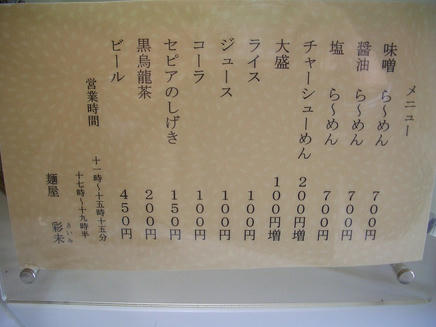 メニュー
味噌 ら〜めん 700円
醤油 ら〜めん 700円
塩 ら〜めん 700円
チャーシューめん 200円増
大盛 100円増
ライス 100円
ジュース 100円
コーラ 100円
セピアのしげき 150円
黒烏龍茶 200円
ビール 450円
営業時間 十一時〜十五時十五分
十七時〜十九時半
麺屋 彩未
さいみ